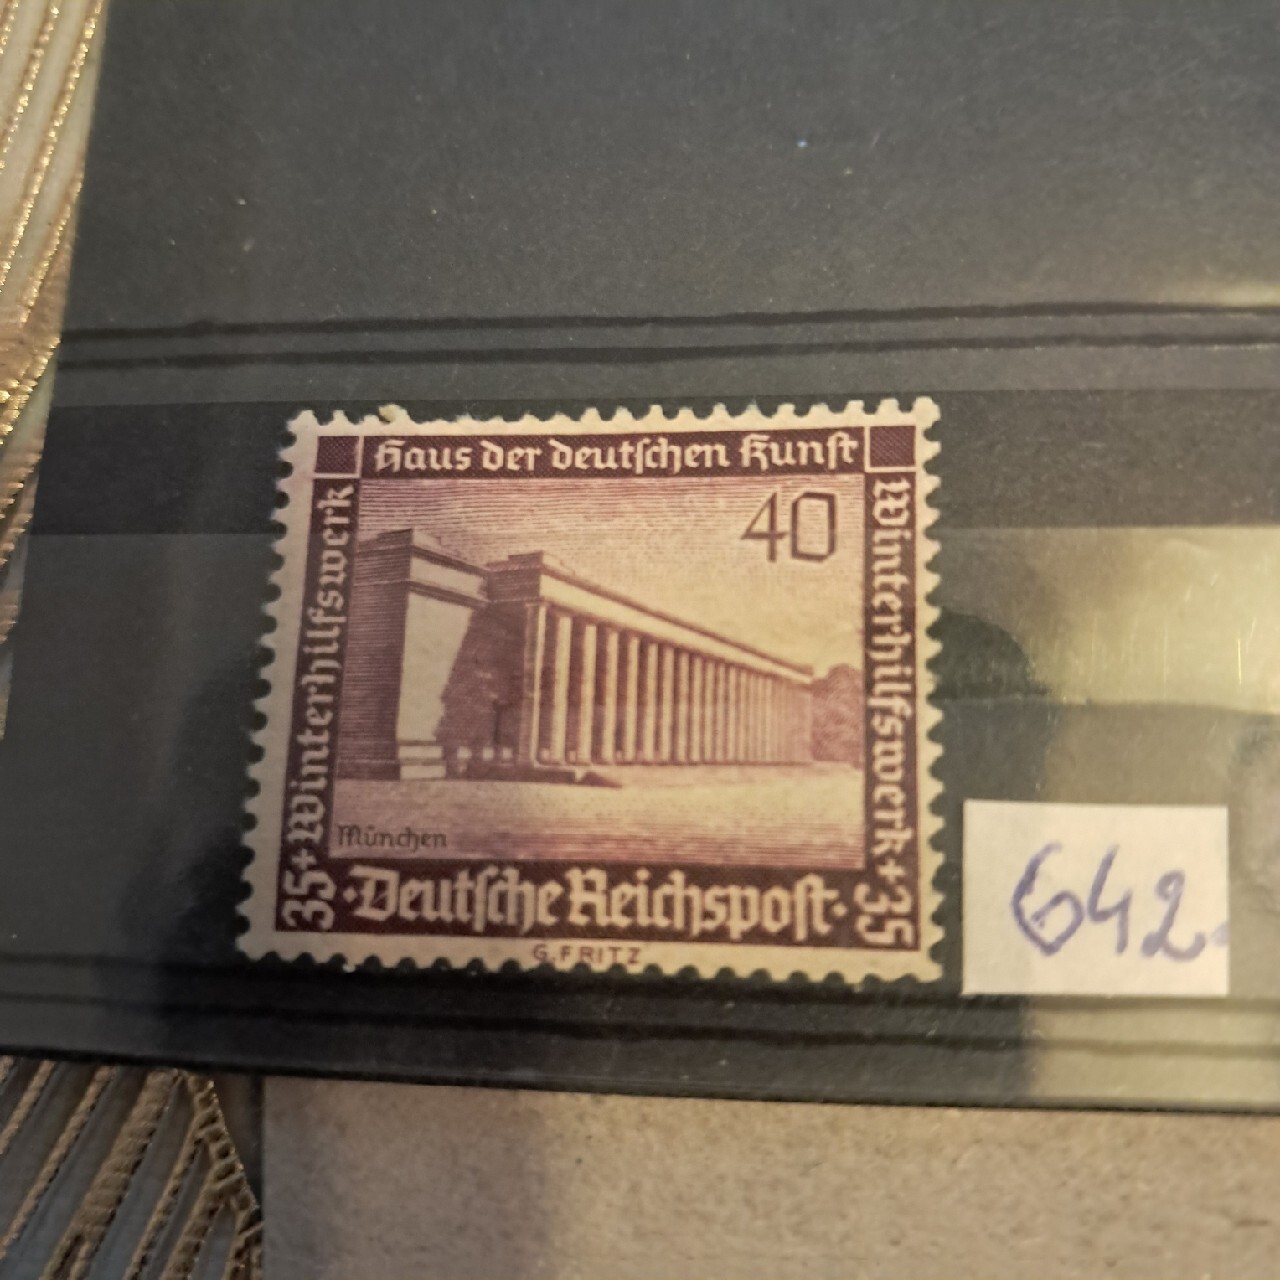 Haus der deutschen Kunst
40
35+Winterhilfswerk
Winterhilfswerk+35
München
·Deutsche Reichspost·
G.FRITZ
642